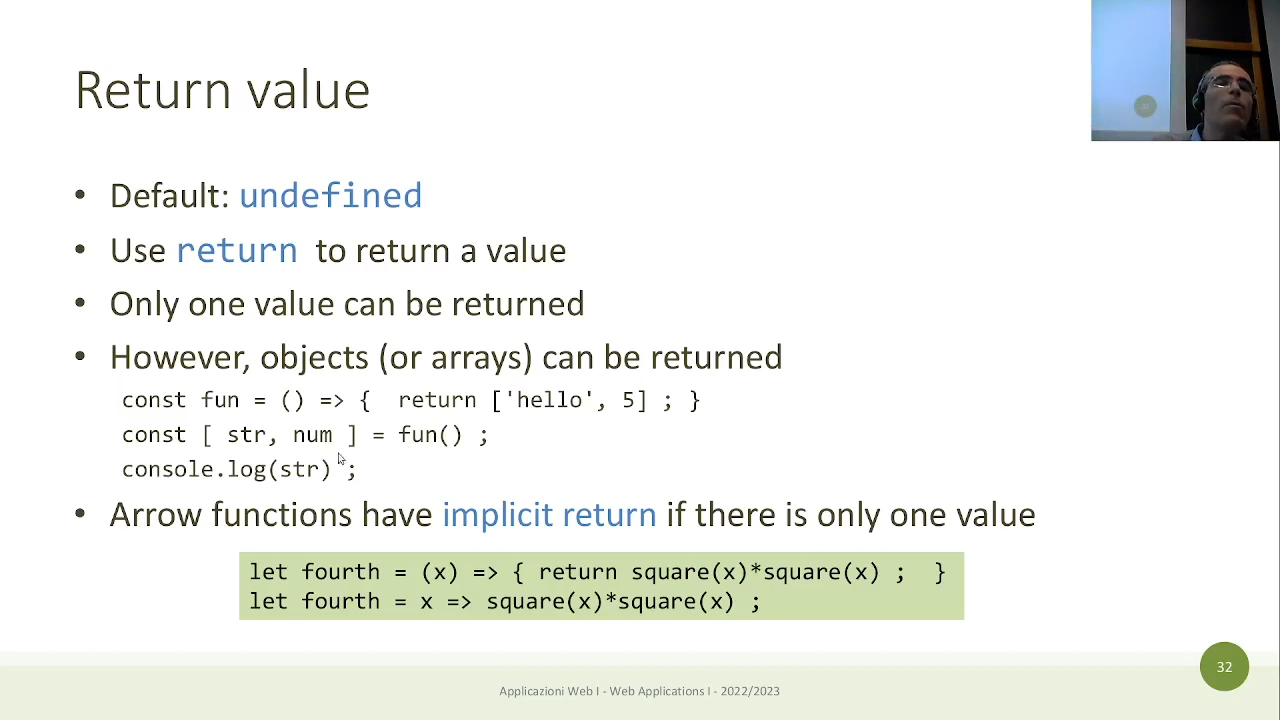 Return value
• Default: undefined
• Use return to return a value
• Only one value can be returned
• However, objects (or arrays) can be returned
const fun = () => { return ['hello', 5] ; }
const [ str, num ] = fun() ;
console.log(str) ;
• Arrow functions have implicit return if there is only one value
let fourth = (x) => { return square(x)*square(x) ; }
let fourth = x => square(x)*square(x) ;
32
Applicazioni Web I - Web Applications I - 2022/2023